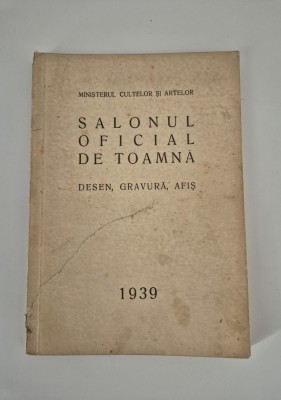 MINISTERUL CULTELOR ȘI ARTELOR
SALONUL
OFICIAL
DE TOAMNĂ
DESEN, GRAVURĂ, AFIȘ
1939